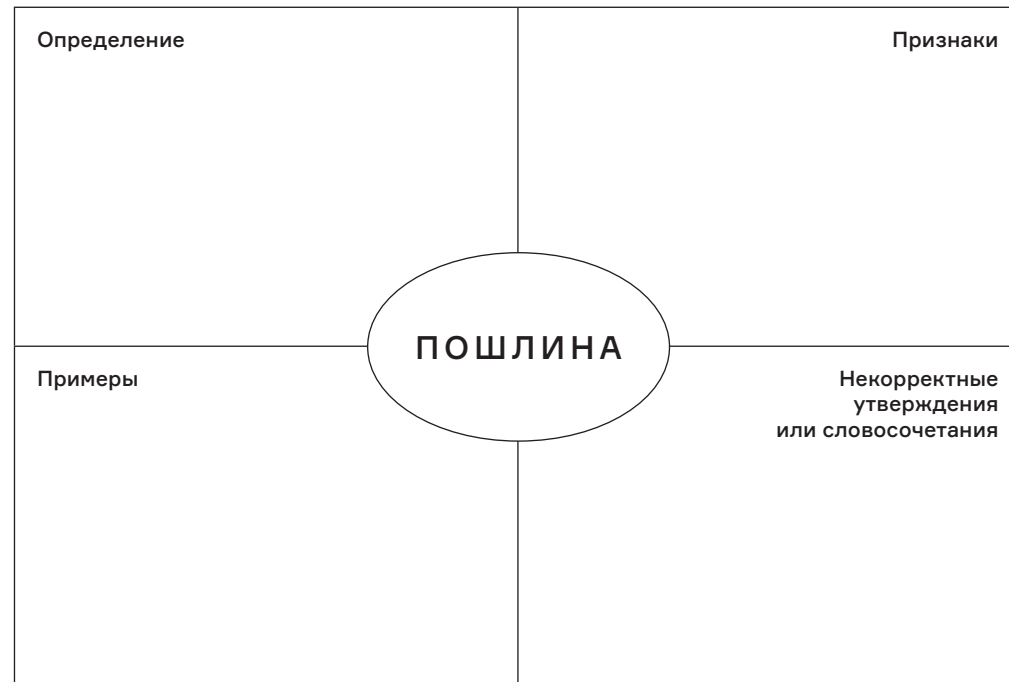 Определение
Признаки
ПОШЛИНА
Примеры
Некорректные
утверждения
или словосочетания